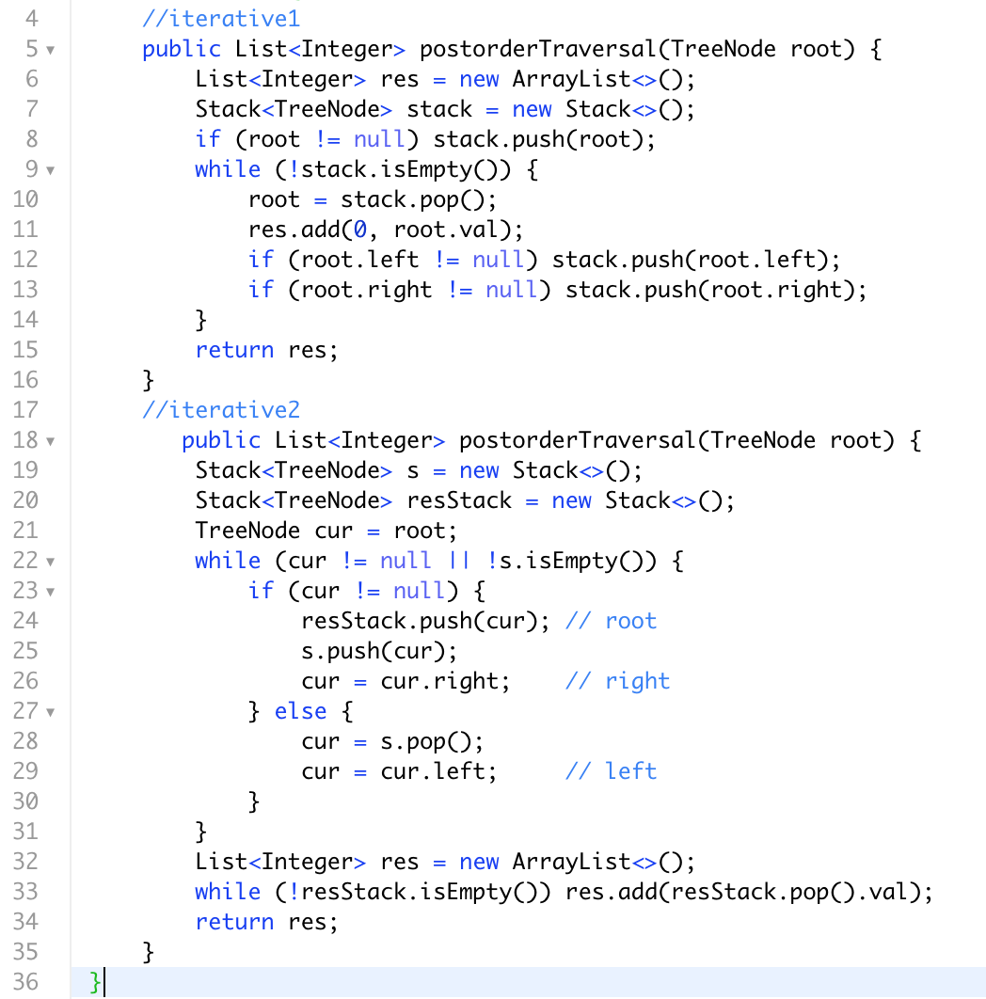 4 //iterative1
5 ▼ public List<Integer> postorderTraversal(TreeNode root) {
6 List<Integer> res = new ArrayList<>();
7 Stack<TreeNode> stack = new Stack<>();
8 if (root != null) stack.push(root);
9 ▼ while (!stack.isEmpty()) {
10 root = stack.pop();
11 res.add(0, root.val);
12 if (root.left != null) stack.push(root.left);
13 if (root.right != null) stack.push(root.right);
14 }
15 return res;
16 }
17 //iterative2
18 ▼ public List<Integer> postorderTraversal(TreeNode root) {
19 Stack<TreeNode> s = new Stack<>();
20 Stack<TreeNode> resStack = new Stack<>();
21 TreeNode cur = root;
22 ▼ while (cur != null || !s.isEmpty()) {
23 ▼ if (cur != null) {
24 resStack.push(cur); // root
25 s.push(cur);
26 cur = cur.right; // right
27 ▼ } else {
28 cur = s.pop();
29 cur = cur.left; // left
30 }
31 }
32 List<Integer> res = new ArrayList<>();
33 while (!resStack.isEmpty()) res.add(resStack.pop().val);
34 return res;
35 }
36 }